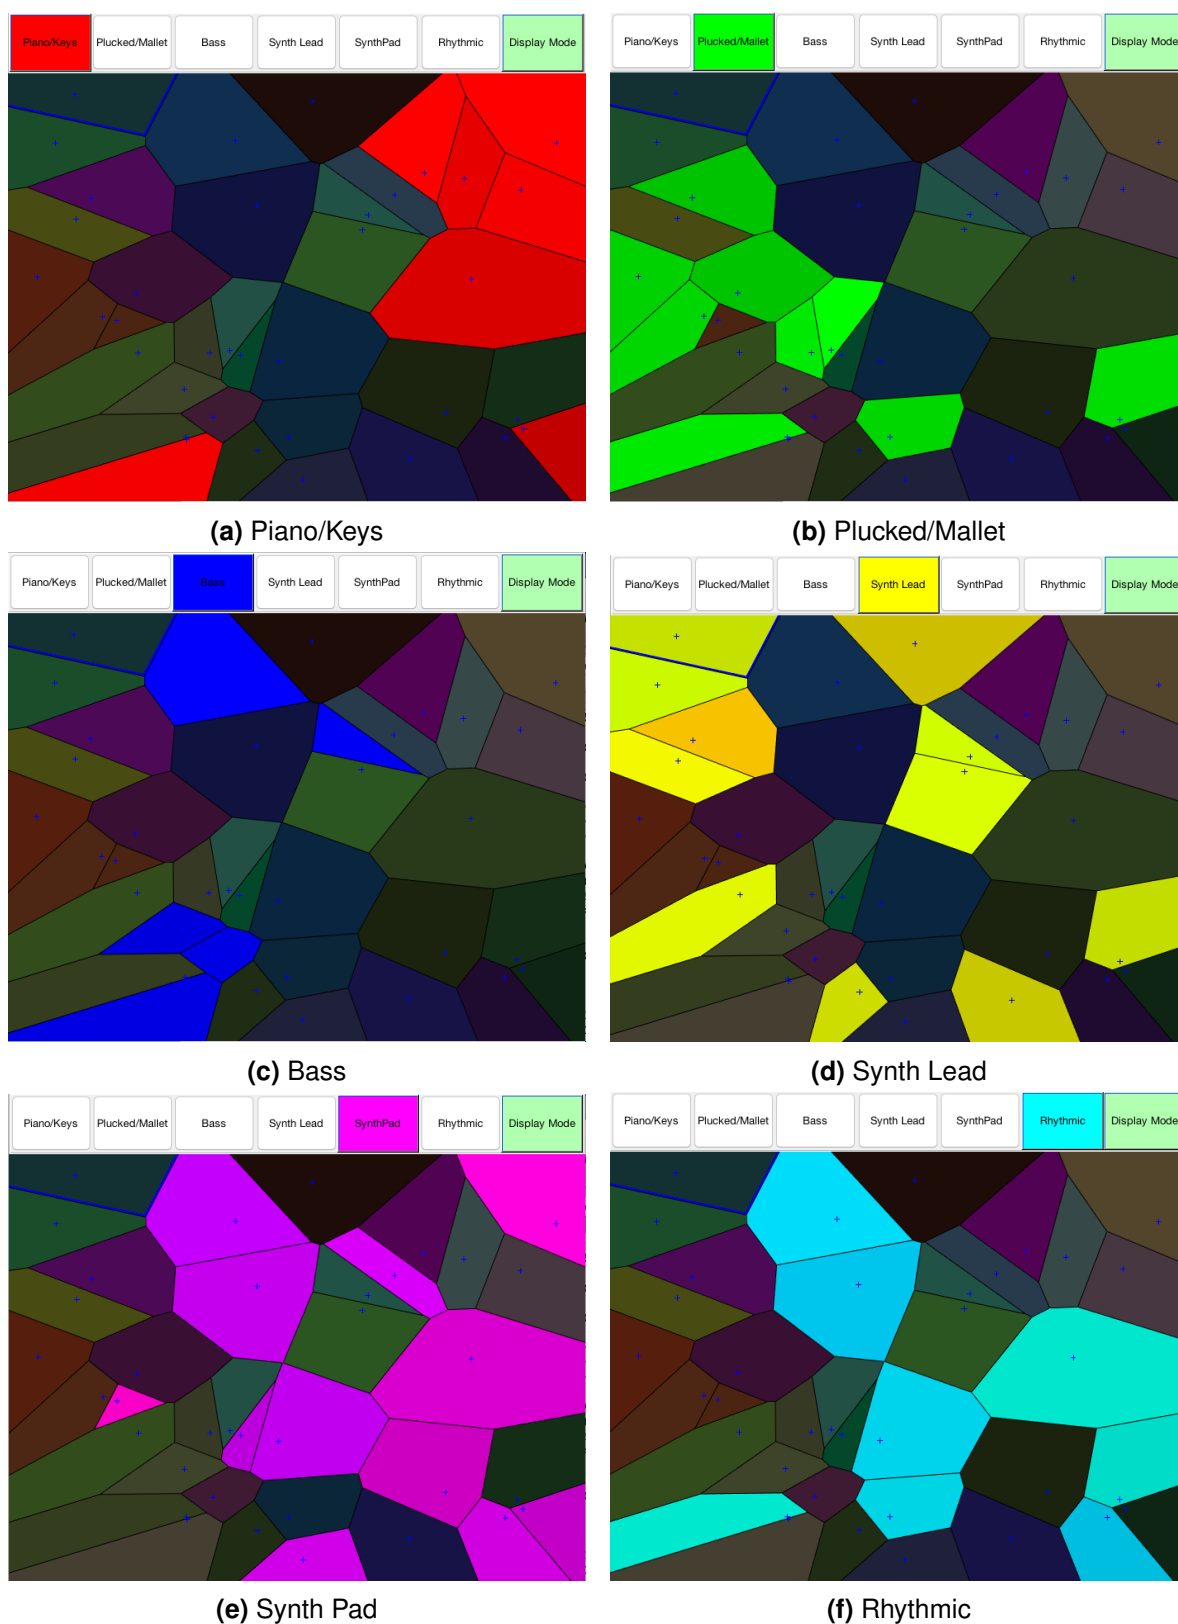 Piano/Keys Plucked/Mallet Bass Synth Lead SynthPad Rhythmic Display Mode
Piano/Keys Plucked/Mallet Bass Synth Lead SynthPad Rhythmic Display Mode
(a) Piano/Keys
(b) Plucked/Mallet
Piano/Keys Plucked/Mallet Bass Synth Lead SynthPad Rhythmic Display Mode
Piano/Keys Plucked/Mallet Bass Synth Lead SynthPad Rhythmic Display Mode
(c) Bass
(d) Synth Lead
Piano/Keys Plucked/Mallet Bass Synth Lead SynthPad Rhythmic Display Mode
Piano/Keys Plucked/Mallet Bass Synth Lead SynthPad Rhythmic Display Mode
(e) Synth Pad
(f) Rhythmic